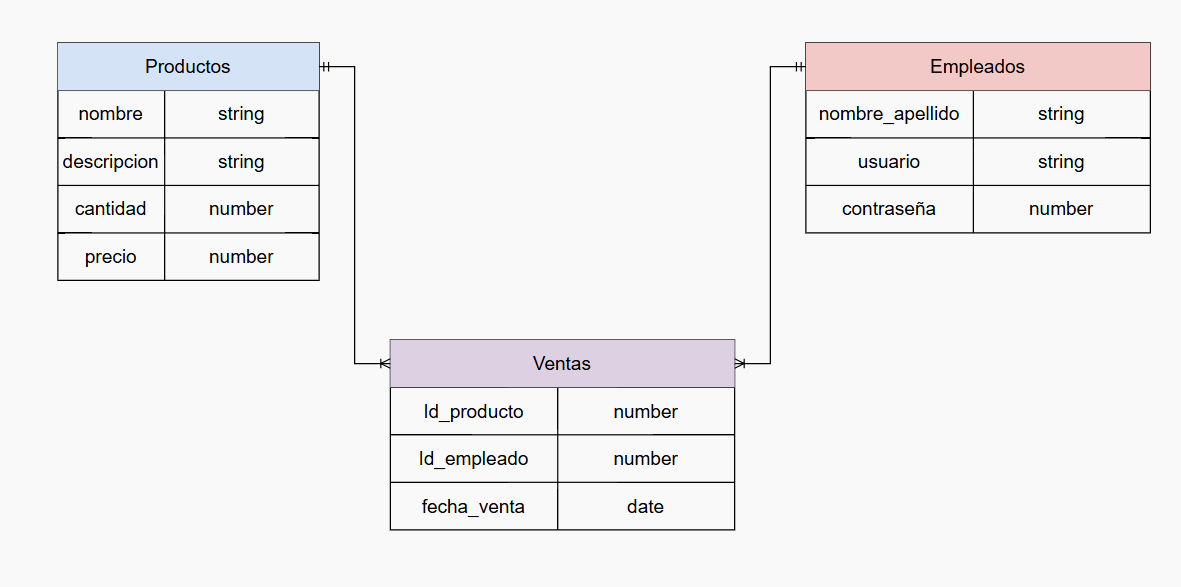 Productos
nombre string
descripcion string
cantidad number
precio number
Empleados
nombre_apellido string
usuario string
contraseña number
Ventas
Id_producto number
Id_empleado number
fecha_venta date